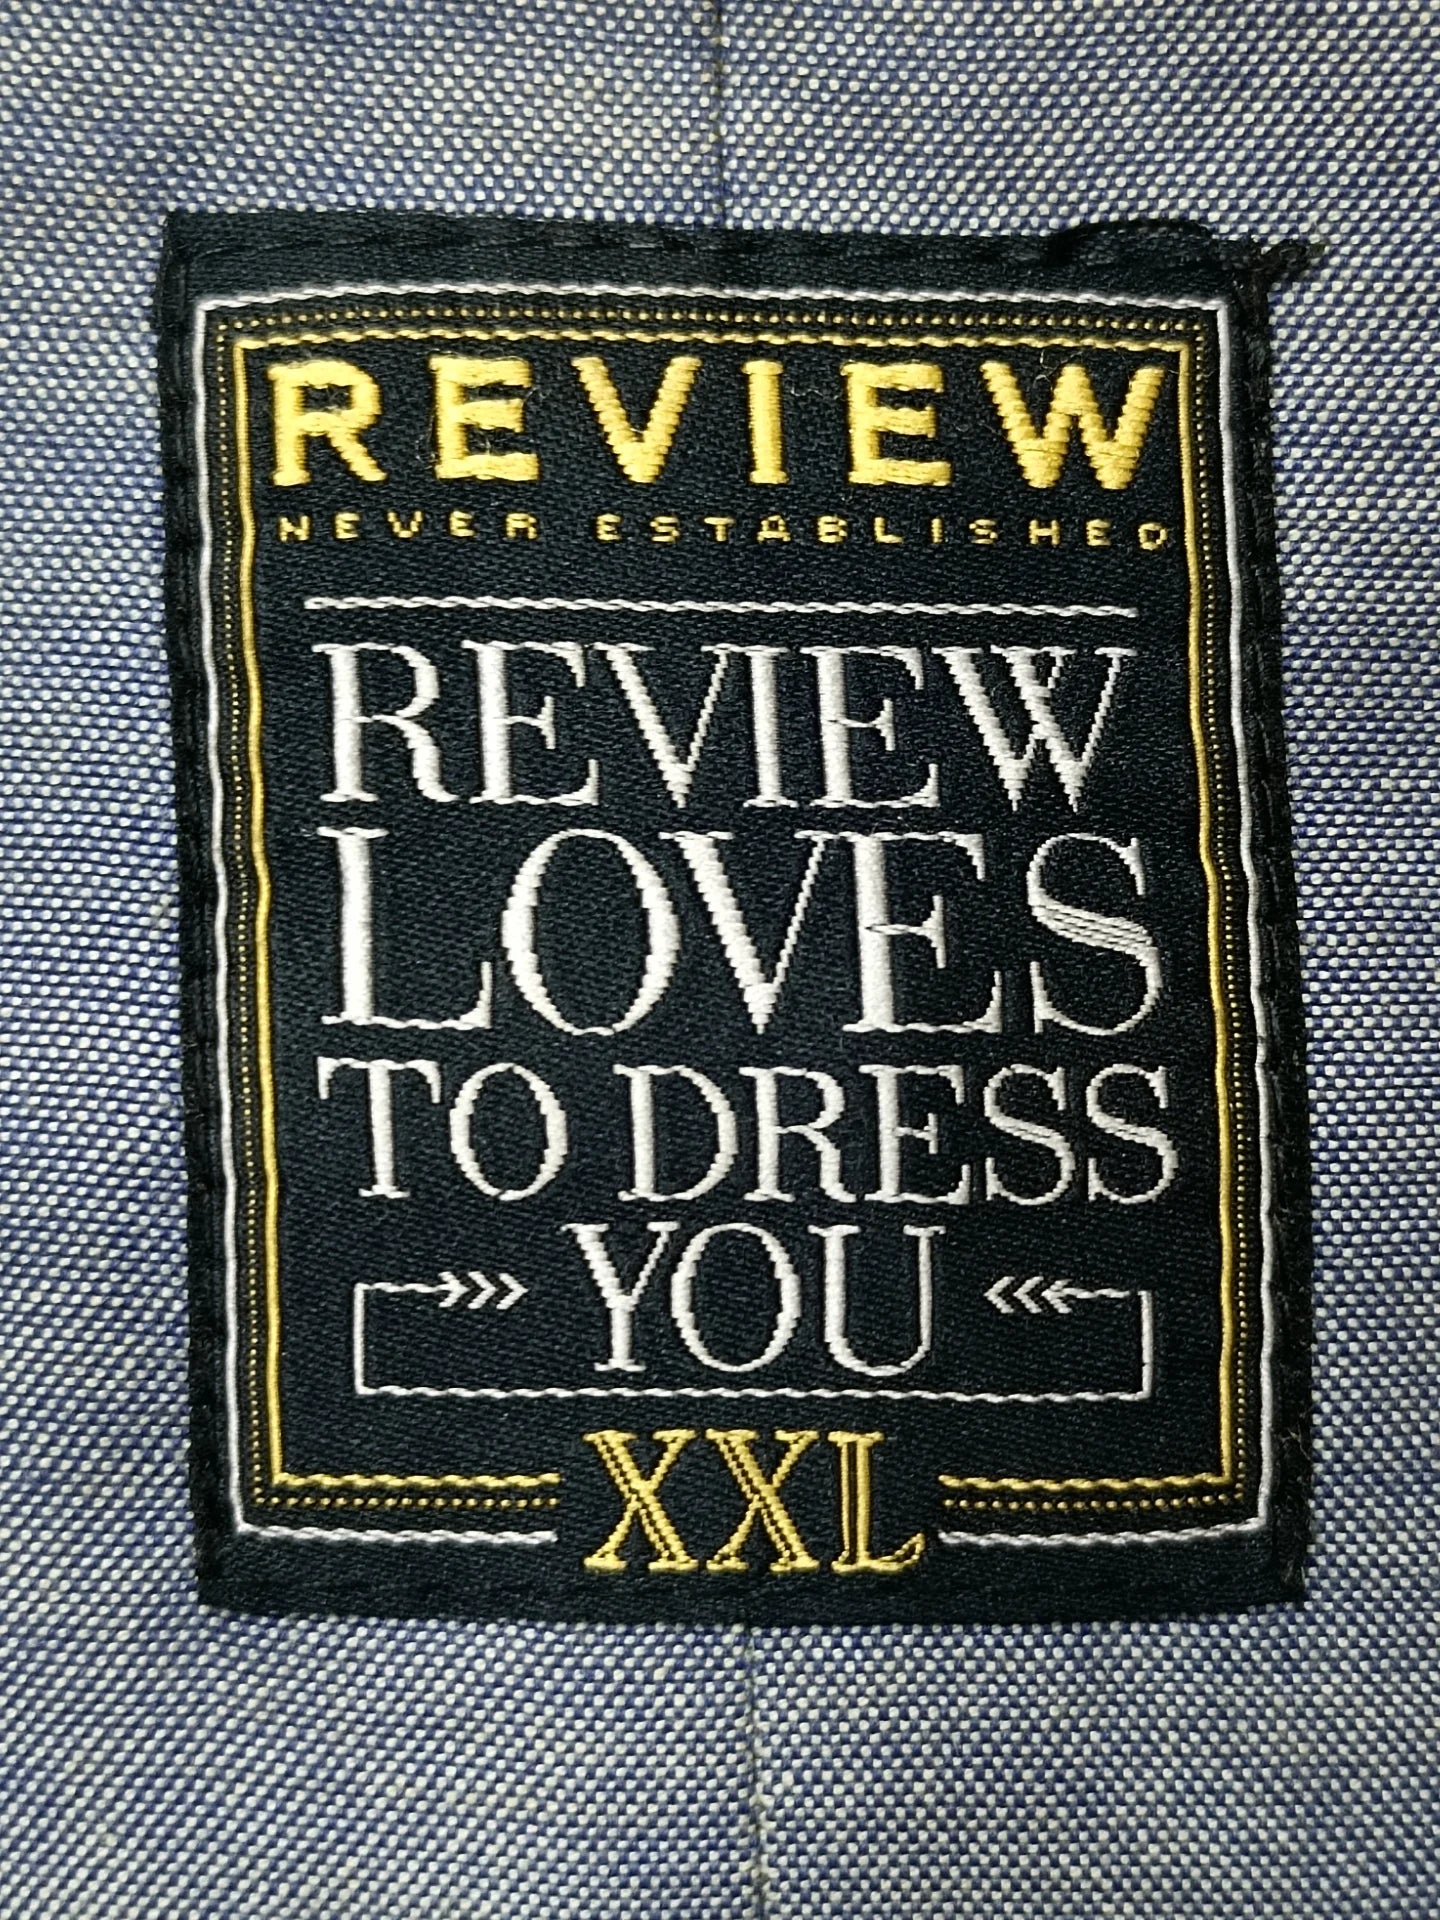 REVIEW
NEVER ESTABLISHED
REVIEW
LOVES
TO DRESS
YOU
XXL